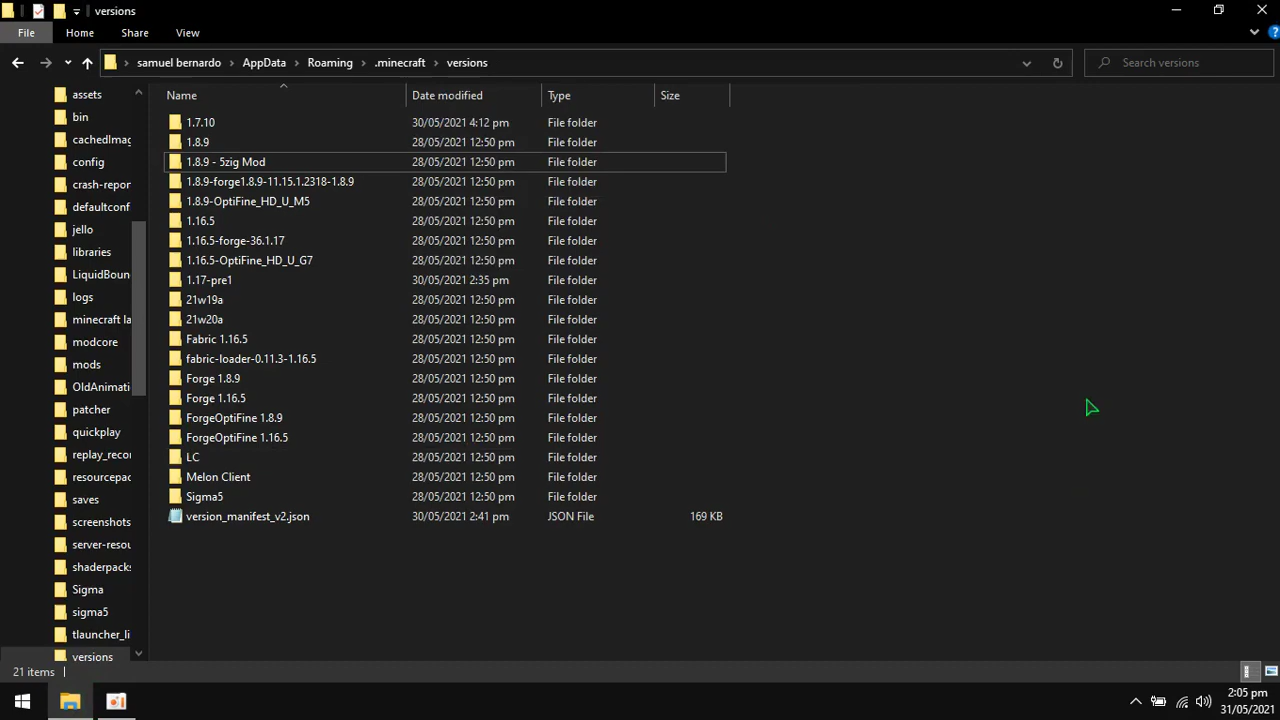 versions
File Home Share View
samuel bernardo AppData Roaming .minecraft versions
Search versions
Name Date modified Type Size
assets
bin
cachedImag
config
crash-report
defaultconf
jello
libraries
LiquidBoun
logs
minecraft la
modcore
mods
OldAnimati
patcher
quickplay
replay_reco
resourcepac
saves
screenshots
server-resou
shaderpacks
Sigma
sigma5
tlauncher_li
versions
1.7.10 30/05/2021 4:12 pm File folder
1.8.9 28/05/2021 12:50 pm File folder
1.8.9 - 5zig Mod 28/05/2021 12:50 pm File folder
1.8.9-forge1.8.9-11.15.1.2318-1.8.9 28/05/2021 12:50 pm File folder
1.8.9-OptiFine_HD_U_M5 28/05/2021 12:50 pm File folder
1.16.5 28/05/2021 12:50 pm File folder
1.16.5-forge-36.1.17 28/05/2021 12:50 pm File folder
1.16.5-OptiFine_HD_U_G7 28/05/2021 12:50 pm File folder
1.17-pre1 30/05/2021 2:35 pm File folder
21w19a 28/05/2021 12:50 pm File folder
21w20a 28/05/2021 12:50 pm File folder
Fabric 1.16.5 28/05/2021 12:50 pm File folder
fabric-loader-0.11.3-1.16.5 28/05/2021 12:50 pm File folder
Forge 1.8.9 28/05/2021 12:50 pm File folder
Forge 1.16.5 28/05/2021 12:50 pm File folder
ForgeOptiFine 1.8.9 28/05/2021 12:50 pm File folder
ForgeOptiFine 1.16.5 28/05/2021 12:50 pm File folder
LC 28/05/2021 12:50 pm File folder
Melon Client 28/05/2021 12:50 pm File folder
Sigma5 28/05/2021 12:50 pm File folder
version_manifest_v2.json 30/05/2021 2:41 pm JSON File 169 KB
21 items
2:05 pm
31/05/2021